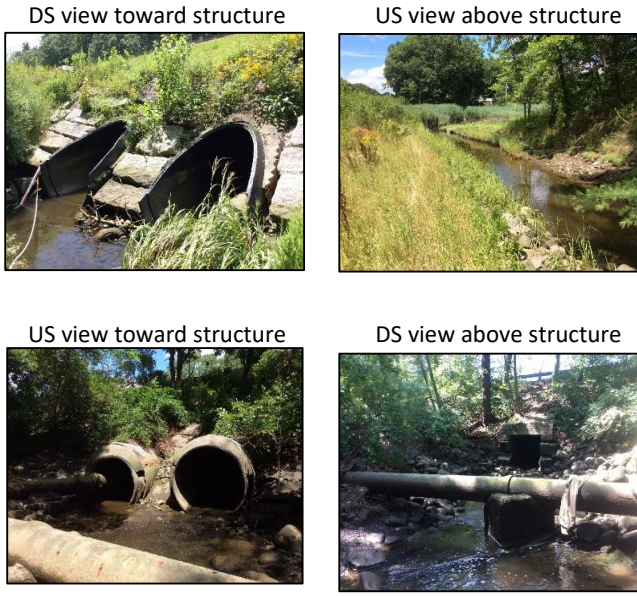 DS view toward structure
US view above structure
US view toward structure
DS view above structure